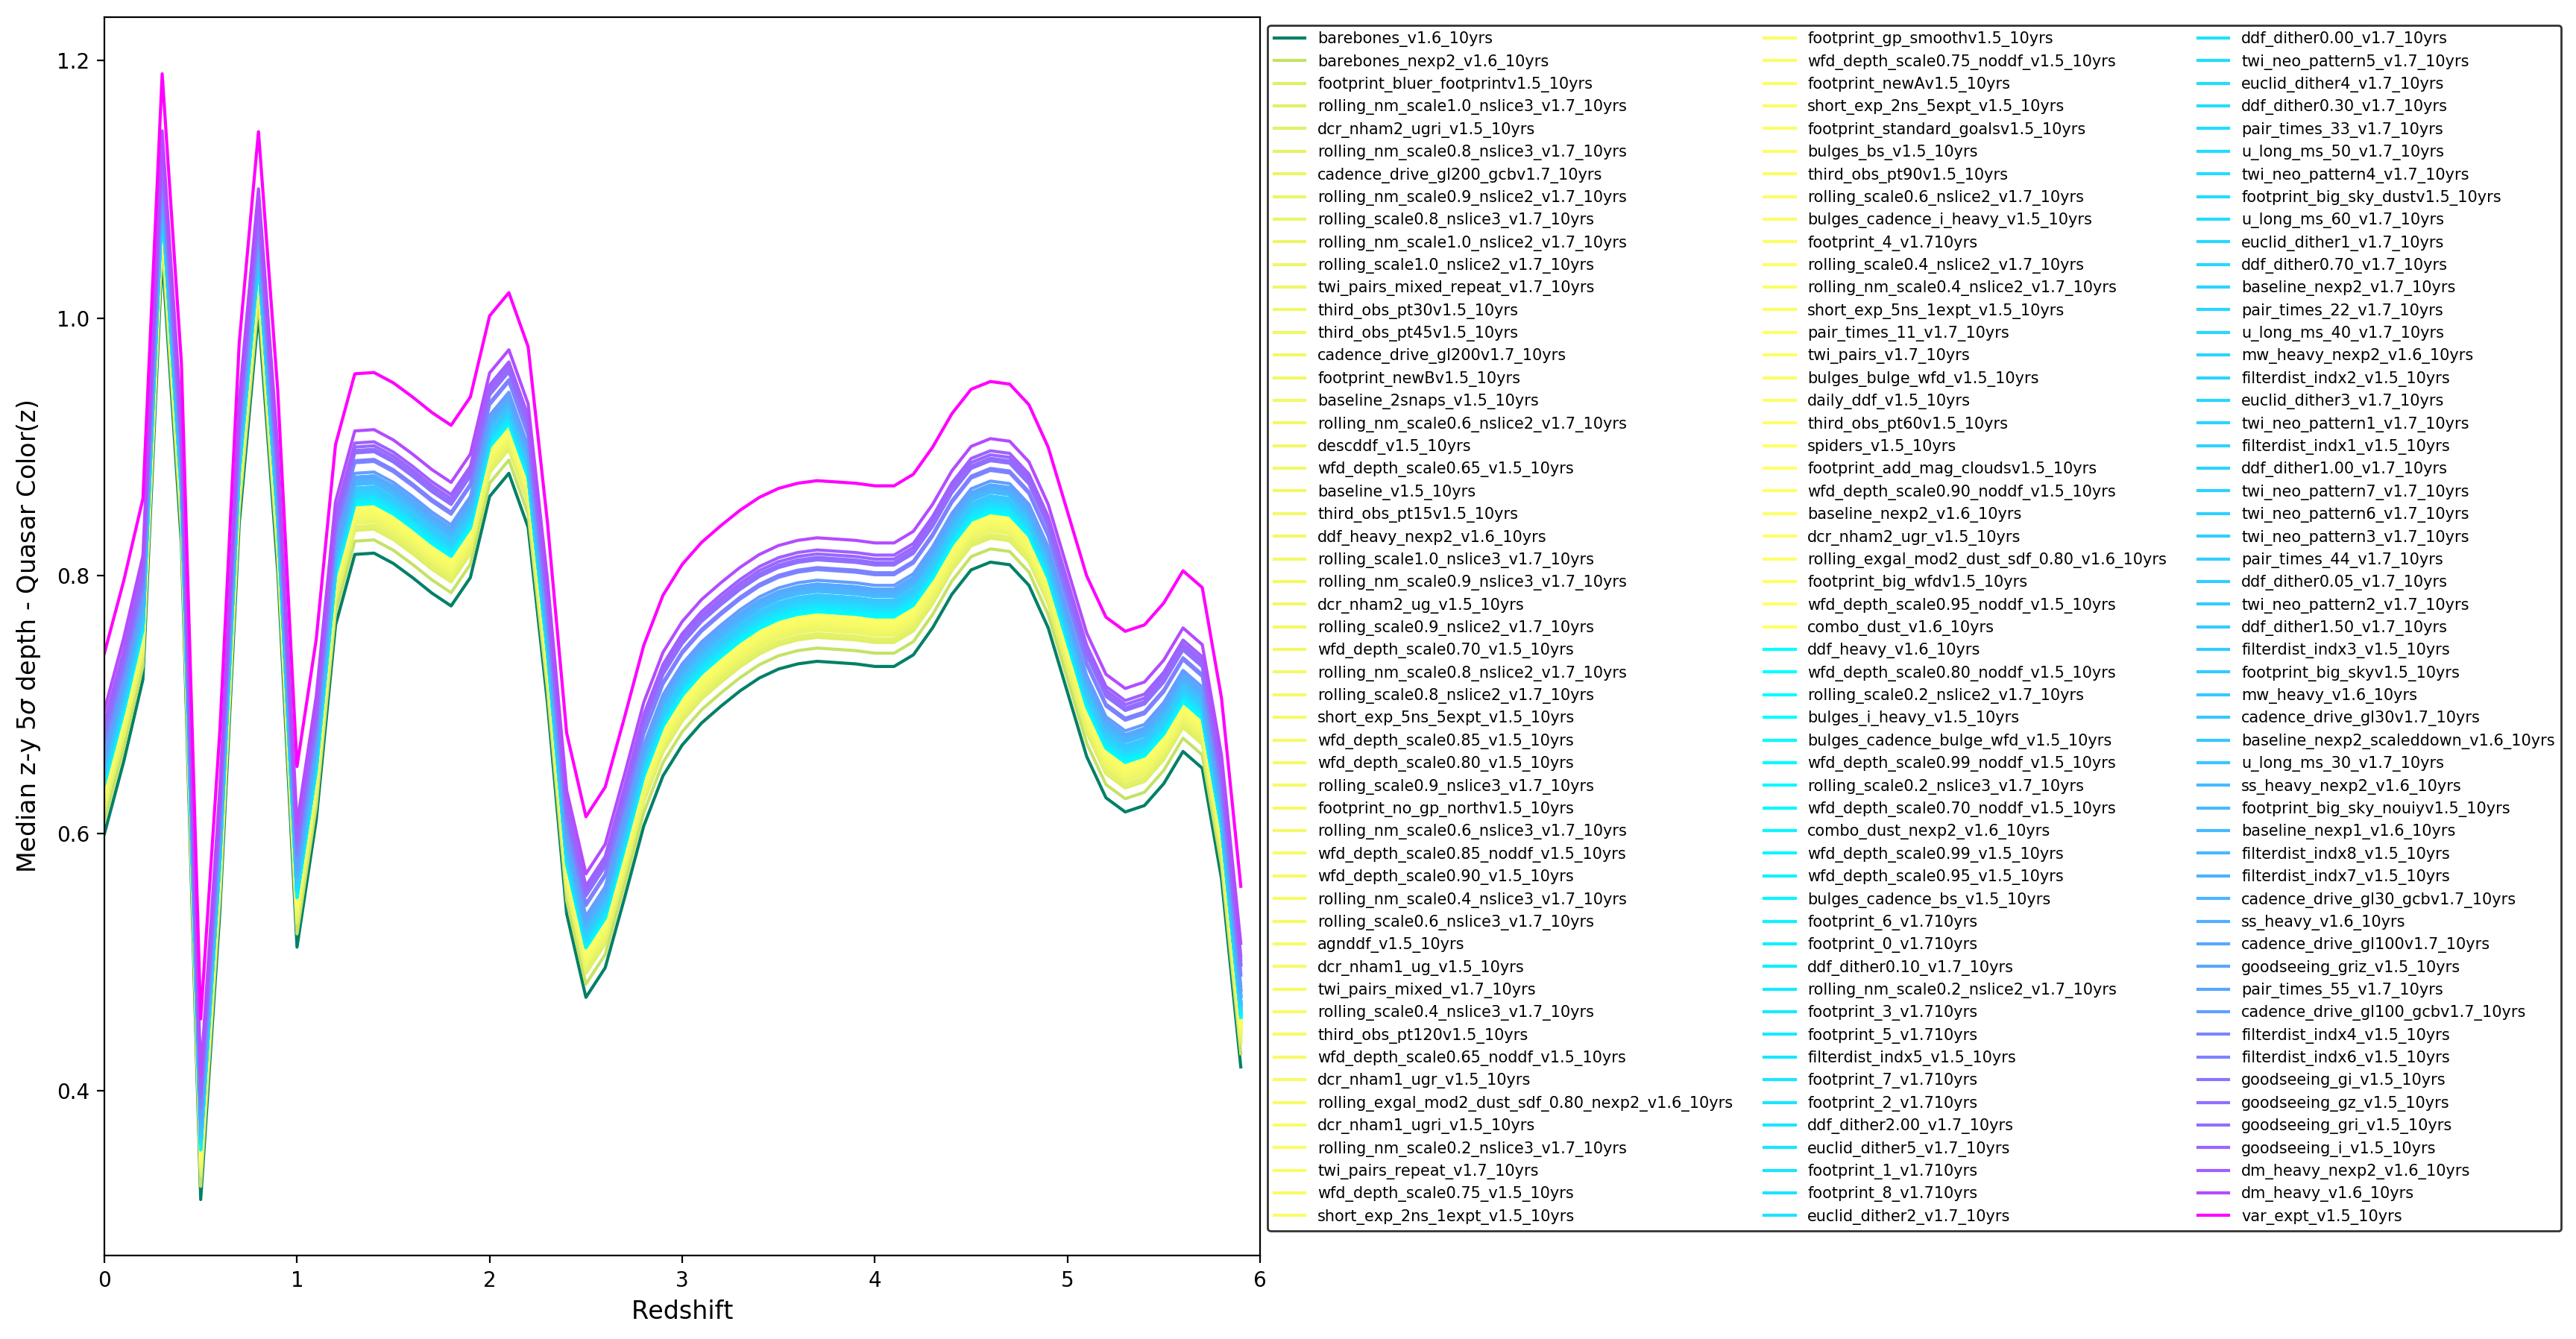 Median z-y 5σ depth - Quasar Color(z)
1.2
1.0
0.8
0.6
0.4
0
1
2
3
4
5
6
Redshift
barebones_v1.6_10yrs
barebones_nexp2_v1.6_10yrs
footprint_bluer_footprintv1.5_10yrs
rolling_nm_scale1.0_nslice3_v1.7_10yrs
dcr_nham2_ugri_v1.5_10yrs
rolling_nm_scale0.8_nslice3_v1.7_10yrs
cadence_drive_gl200_gcbv1.7_10yrs
rolling_nm_scale0.9_nslice2_v1.7_10yrs
rolling_scale0.8_nslice3_v1.7_10yrs
rolling_nm_scale1.0_nslice2_v1.7_10yrs
rolling_scale1.0_nslice2_v1.7_10yrs
twi_pairs_mixed_repeat_v1.7_10yrs
third_obs_pt30v1.5_10yrs
third_obs_pt45v1.5_10yrs
cadence_drive_gl200v1.7_10yrs
footprint_newBv1.5_10yrs
baseline_2snaps_v1.5_10yrs
rolling_nm_scale0.6_nslice2_v1.7_10yrs
descddf_v1.5_10yrs
wfd_depth_scale0.65_v1.5_10yrs
baseline_v1.5_10yrs
third_obs_pt15v1.5_10yrs
ddf_heavy_nexp2_v1.6_10yrs
rolling_scale1.0_nslice3_v1.7_10yrs
rolling_nm_scale0.9_nslice3_v1.7_10yrs
dcr_nham2_ug_v1.5_10yrs
rolling_scale0.9_nslice2_v1.7_10yrs
wfd_depth_scale0.70_v1.5_10yrs
rolling_nm_scale0.8_nslice2_v1.7_10yrs
rolling_scale0.8_nslice2_v1.7_10yrs
short_exp_5ns_5expt_v1.5_10yrs
wfd_depth_scale0.85_v1.5_10yrs
wfd_depth_scale0.80_v1.5_10yrs
rolling_scale0.9_nslice3_v1.7_10yrs
footprint_no_gp_northv1.5_10yrs
rolling_nm_scale0.6_nslice3_v1.7_10yrs
wfd_depth_scale0.85_noddf_v1.5_10yrs
wfd_depth_scale0.90_v1.5_10yrs
rolling_nm_scale0.4_nslice3_v1.7_10yrs
rolling_scale0.6_nslice3_v1.7_10yrs
agnddf_v1.5_10yrs
dcr_nham1_ug_v1.5_10yrs
twi_pairs_mixed_v1.7_10yrs
rolling_scale0.4_nslice3_v1.7_10yrs
third_obs_pt120v1.5_10yrs
wfd_depth_scale0.65_noddf_v1.5_10yrs
dcr_nham1_ugr_v1.5_10yrs
rolling_exgal_mod2_dust_sdf_0.80_nexp2_v1.6_10yrs
dcr_nham1_ugri_v1.5_10yrs
rolling_nm_scale0.2_nslice3_v1.7_10yrs
twi_pairs_repeat_v1.7_10yrs
wfd_depth_scale0.75_v1.5_10yrs
short_exp_2ns_1expt_v1.5_10yrs
footprint_gp_smoothv1.5_10yrs
wfd_depth_scale0.75_noddf_v1.5_10yrs
footprint_newAv1.5_10yrs
short_exp_2ns_5expt_v1.5_10yrs
footprint_standard_goalsv1.5_10yrs
bulges_bs_v1.5_10yrs
third_obs_pt90v1.5_10yrs
rolling_scale0.6_nslice2_v1.7_10yrs
bulges_cadence_i_heavy_v1.5_10yrs
footprint_4_v1.710yrs
rolling_scale0.4_nslice2_v1.7_10yrs
rolling_nm_scale0.4_nslice2_v1.7_10yrs
short_exp_5ns_1expt_v1.5_10yrs
pair_times_11_v1.7_10yrs
twi_pairs_v1.7_10yrs
bulges_bulge_wfd_v1.5_10yrs
daily_ddf_v1.5_10yrs
third_obs_pt60v1.5_10yrs
spiders_v1.5_10yrs
footprint_add_mag_cloudsv1.5_10yrs
wfd_depth_scale0.90_noddf_v1.5_10yrs
baseline_nexp2_v1.6_10yrs
dcr_nham2_ugr_v1.5_10yrs
rolling_exgal_mod2_dust_sdf_0.80_v1.6_10yrs
footprint_big_wfdv1.5_10yrs
wfd_depth_scale0.95_noddf_v1.5_10yrs
combo_dust_v1.6_10yrs
ddf_heavy_v1.6_10yrs
wfd_depth_scale0.80_noddf_v1.5_10yrs
rolling_scale0.2_nslice2_v1.7_10yrs
bulges_i_heavy_v1.5_10yrs
bulges_cadence_bulge_wfd_v1.5_10yrs
wfd_depth_scale0.99_noddf_v1.5_10yrs
rolling_scale0.2_nslice3_v1.7_10yrs
wfd_depth_scale0.70_noddf_v1.5_10yrs
combo_dust_nexp2_v1.6_10yrs
wfd_depth_scale0.99_v1.5_10yrs
wfd_depth_scale0.95_v1.5_10yrs
bulges_cadence_bs_v1.5_10yrs
footprint_6_v1.710yrs
footprint_0_v1.710yrs
ddf_dither0.10_v1.7_10yrs
rolling_nm_scale0.2_nslice2_v1.7_10yrs
footprint_3_v1.710yrs
footprint_5_v1.710yrs
filterdist_indx5_v1.5_10yrs
footprint_7_v1.710yrs
footprint_2_v1.710yrs
ddf_dither2.00_v1.7_10yrs
euclid_dither5_v1.7_10yrs
footprint_1_v1.710yrs
footprint_8_v1.710yrs
euclid_dither2_v1.7_10yrs
ddf_dither0.00_v1.7_10yrs
twi_neo_pattern5_v1.7_10yrs
euclid_dither4_v1.7_10yrs
ddf_dither0.30_v1.7_10yrs
pair_times_33_v1.7_10yrs
u_long_ms_50_v1.7_10yrs
twi_neo_pattern4_v1.7_10yrs
footprint_big_sky_dustv1.5_10yrs
u_long_ms_60_v1.7_10yrs
euclid_dither1_v1.7_10yrs
ddf_dither0.70_v1.7_10yrs
baseline_nexp2_v1.7_10yrs
pair_times_22_v1.7_10yrs
u_long_ms_40_v1.7_10yrs
mw_heavy_nexp2_v1.6_10yrs
filterdist_indx2_v1.5_10yrs
euclid_dither3_v1.7_10yrs
twi_neo_pattern1_v1.7_10yrs
filterdist_indx1_v1.5_10yrs
ddf_dither1.00_v1.7_10yrs
twi_neo_pattern7_v1.7_10yrs
twi_neo_pattern6_v1.7_10yrs
twi_neo_pattern3_v1.7_10yrs
pair_times_44_v1.7_10yrs
ddf_dither0.05_v1.7_10yrs
twi_neo_pattern2_v1.7_10yrs
ddf_dither1.50_v1.7_10yrs
filterdist_indx3_v1.5_10yrs
footprint_big_skyv1.5_10yrs
mw_heavy_v1.6_10yrs
cadence_drive_gl30v1.7_10yrs
baseline_nexp2_scaleddown_v1.6_10yrs
u_long_ms_30_v1.7_10yrs
ss_heavy_nexp2_v1.6_10yrs
footprint_big_sky_nouiyv1.5_10yrs
baseline_nexp1_v1.6_10yrs
filterdist_indx8_v1.5_10yrs
filterdist_indx7_v1.5_10yrs
cadence_drive_gl30_gcbv1.7_10yrs
ss_heavy_v1.6_10yrs
cadence_drive_gl100v1.7_10yrs
goodseeing_griz_v1.5_10yrs
pair_times_55_v1.7_10yrs
cadence_drive_gl100_gcbv1.7_10yrs
filterdist_indx4_v1.5_10yrs
filterdist_indx6_v1.5_10yrs
goodseeing_gi_v1.5_10yrs
goodseeing_gz_v1.5_10yrs
goodseeing_gri_v1.5_10yrs
goodseeing_i_v1.5_10yrs
dm_heavy_nexp2_v1.6_10yrs
dm_heavy_v1.6_10yrs
var_expt_v1.5_10yrs